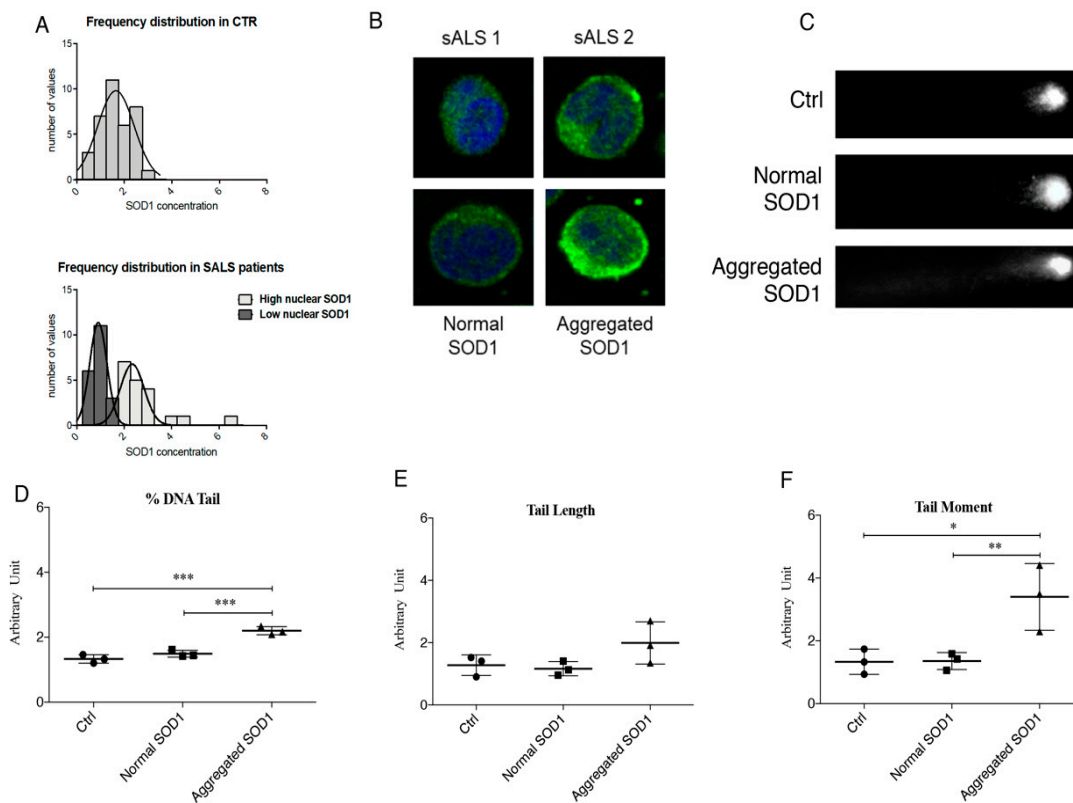 A
Frequency distribution in CTR
15
10
5
0
number of values
0 2 4 6 8
SOD1 concentration
Frequency distribution in SALS patients
High nuclear SOD1
Low nuclear SOD1
15
10
5
0
number of values
0 2 4 6 8
SOD1 concentration
B
sALS 1 sALS 2
Normal Aggregated
SOD1 SOD1
C
Ctrl
Normal
SOD1
Aggregated
SOD1
D
% DNA Tail
6
4
2
0
Arbitrary Unit
***
***
Ctrl
Normal SOD1
Aggregated SOD1
E
Tail Length
6
4
2
0
Arbitrary Unit
Ctrl
Normal SOD1
Aggregated SOD1
F
Tail Moment
6
4
2
0
Arbitrary Unit
*
**
Ctrl
Normal SOD1
Aggregated SOD1